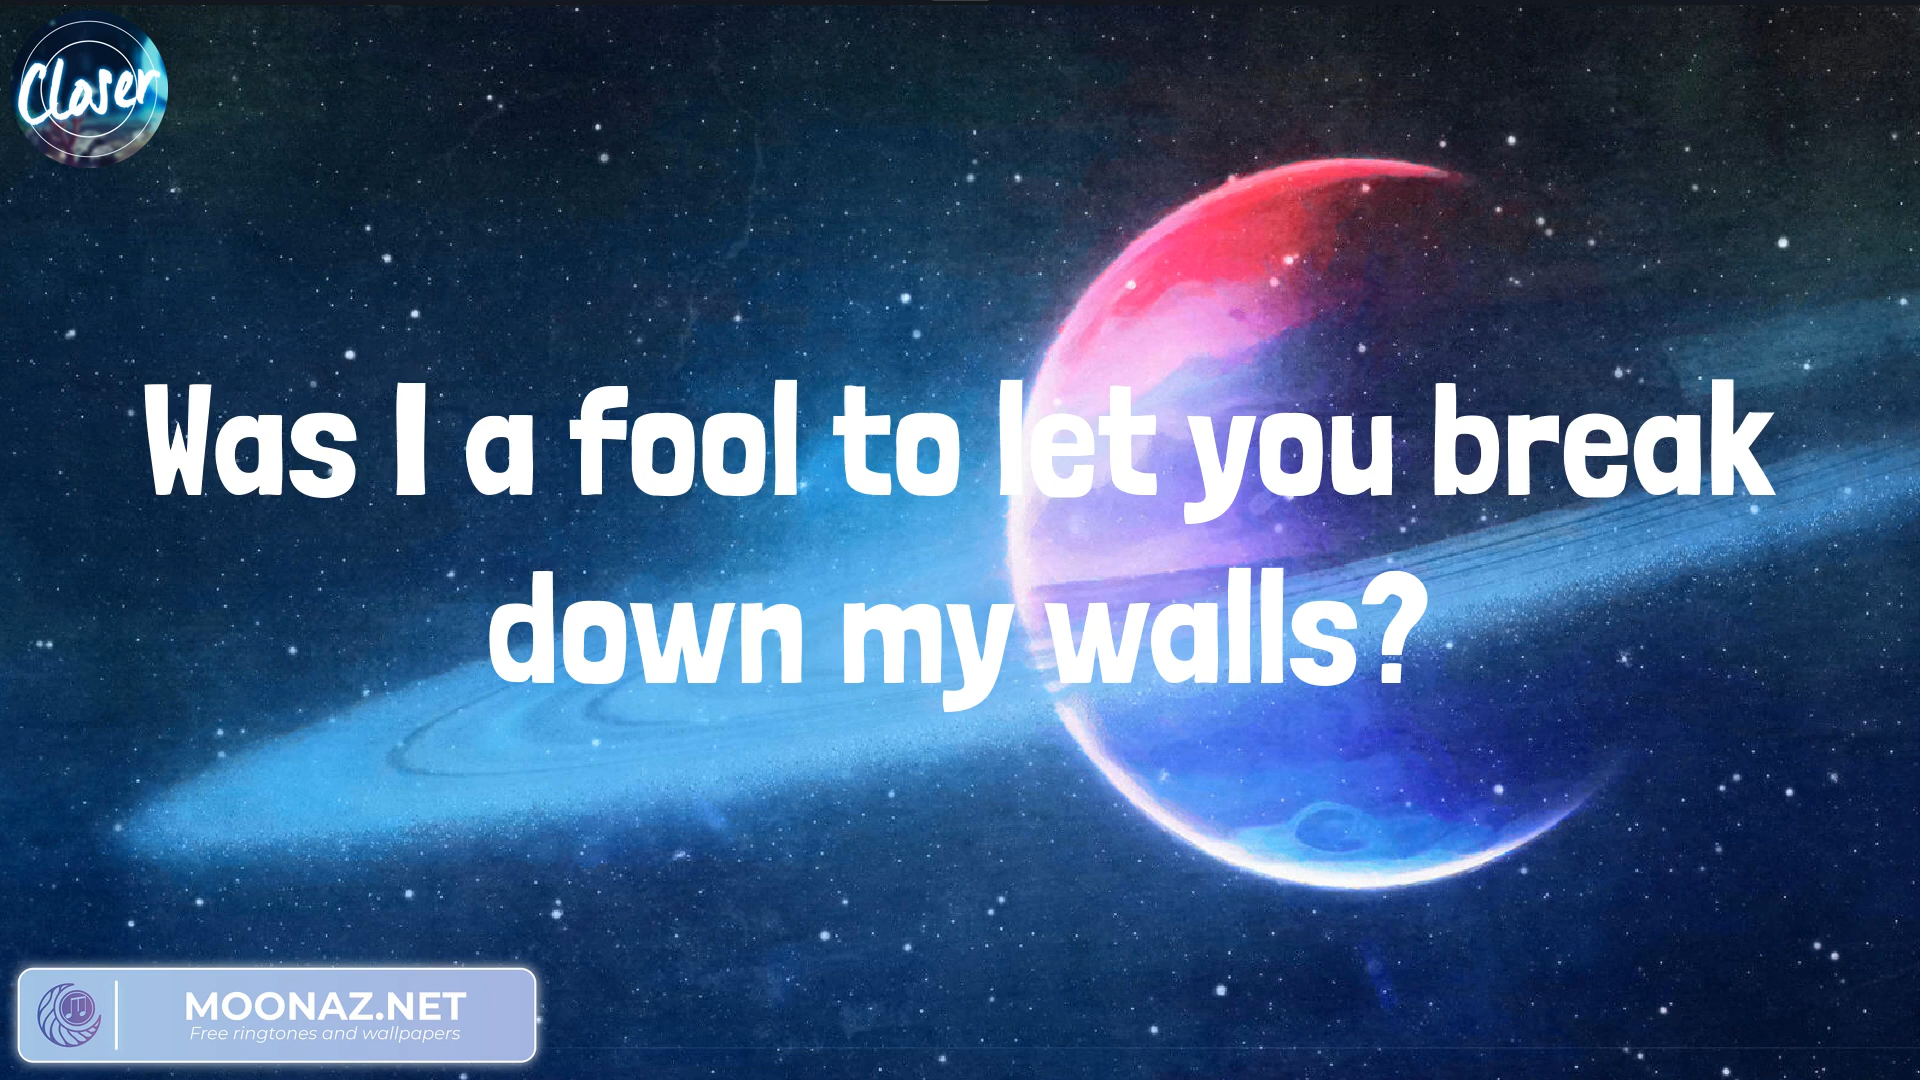 Closer
Was I a fool to let you break
down my walls?
MOONAZ.NET
Free ringtones and wallpapers